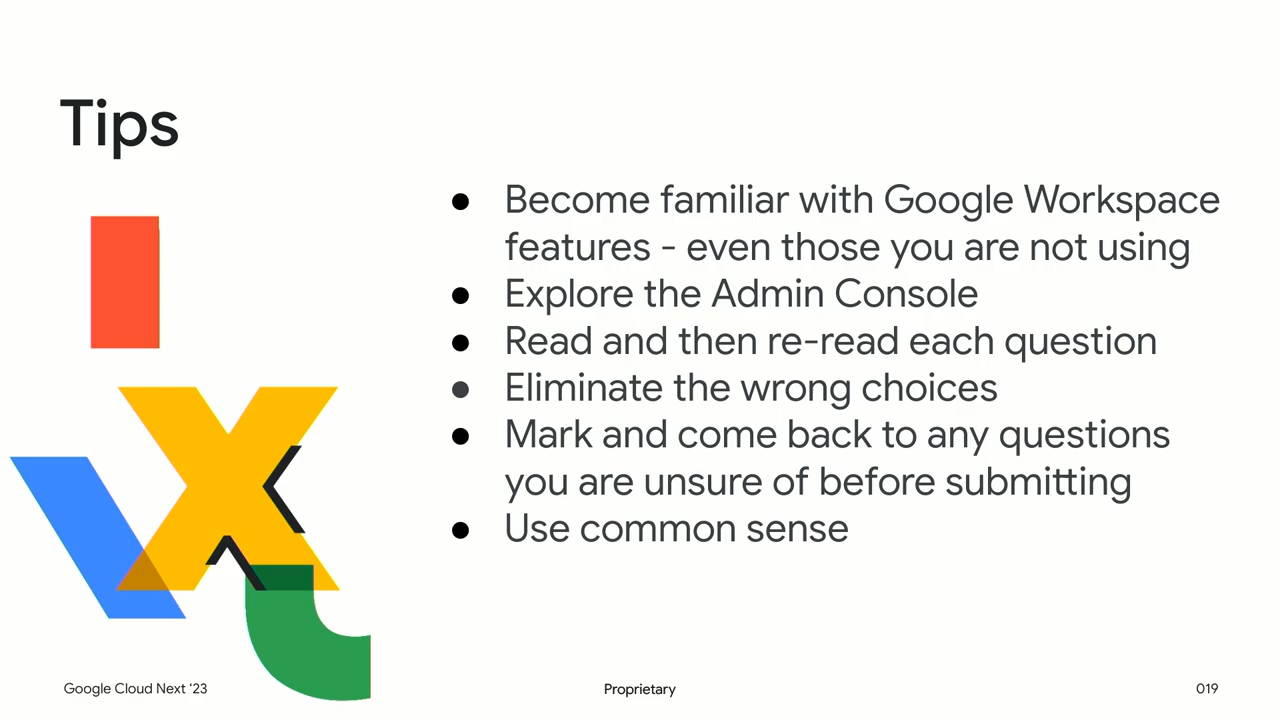 Tips
● Become familiar with Google Workspace
features - even those you are not using
● Explore the Admin Console
● Read and then re-read each question
● Eliminate the wrong choices
● Mark and come back to any questions
you are unsure of before submitting
● Use common sense
Google Cloud Next ‘23
Proprietary
019